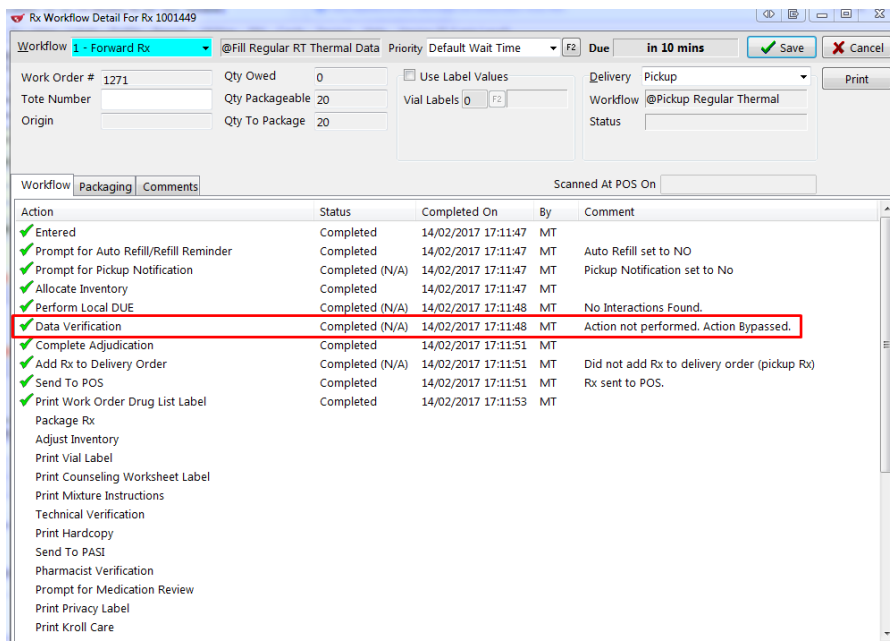 Rx Workflow Detail For Rx 1001449
Workflow 1 - Forward Rx @Fill Regular RT Thermal Data Priority Default Wait Time F2 Due in 10 mins Save Cancel
Work Order # 1271 Qty Owed 0 Use Label Values Delivery Pickup Print
Tote Number Qty Packageable 20 Vial Labels 0 F2 Workflow @Pickup Regular Thermal
Origin Qty To Package 20 Status
Workflow Packaging Comments Scanned At POS On
Action Status Completed On By Comment
Entered Completed 14/02/2017 17:11:47 MT
Prompt for Auto Refill/Refill Reminder Completed 14/02/2017 17:11:47 MT Auto Refill set to NO
Prompt for Pickup Notification Completed (N/A) 14/02/2017 17:11:47 MT Pickup Notification set to No
Allocate Inventory Completed 14/02/2017 17:11:47 MT
Perform Local DUE Completed (N/A) 14/02/2017 17:11:48 MT No Interactions Found.
Data Verification Completed (N/A) 14/02/2017 17:11:48 MT Action not performed. Action Bypassed.
Complete Adjudication Completed 14/02/2017 17:11:51 MT
Add Rx to Delivery Order Completed (N/A) 14/02/2017 17:11:51 MT Did not add Rx to delivery order (pickup Rx)
Send To POS Completed 14/02/2017 17:11:51 MT Rx sent to POS.
Print Work Order Drug List Label Completed 14/02/2017 17:11:53 MT
Package Rx
Adjust Inventory
Print Vial Label
Print Counseling Worksheet Label
Print Mixture Instructions
Technical Verification
Print Hardcopy
Send To PASI
Pharmacist Verification
Prompt for Medication Review
Print Privacy Label
Print Kroll Care